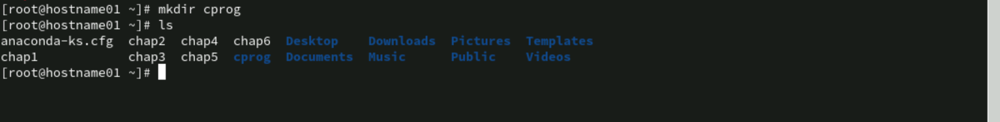 [root@hostname01 ~]# mkdir cprog
[root@hostname01 ~]# ls
anaconda-ks.cfg  chap2  chap4  chap6  Desktop    Downloads  Pictures  Templates
chap1            chap3  chap5  cprog  Documents  Music      Public    Videos
[root@hostname01 ~]#